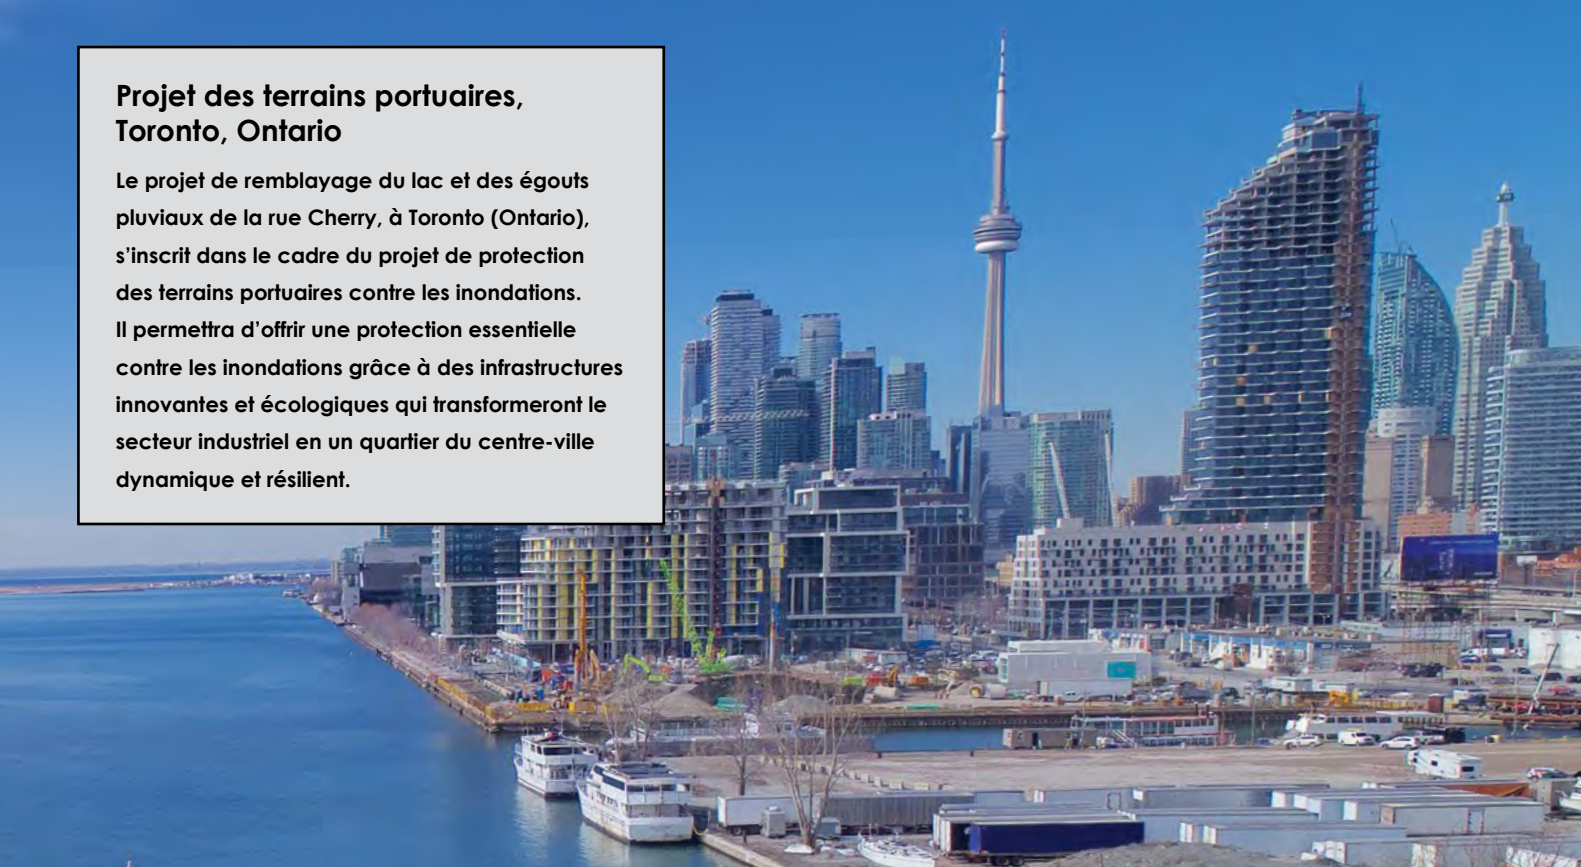 Projet des terrains portuaires,
Toronto, Ontario
Le projet de remblayage du lac et des égouts
pluviaux de la rue Cherry, à Toronto (Ontario),
s’inscrit dans le cadre du projet de protection
des terrains portuaires contre les inondations.
Il permettra d’offrir une protection essentielle
contre les inondations grâce à des infrastructures
innovantes et écologiques qui transformeront le
secteur industriel en un quartier du centre-ville
dynamique et résilient.